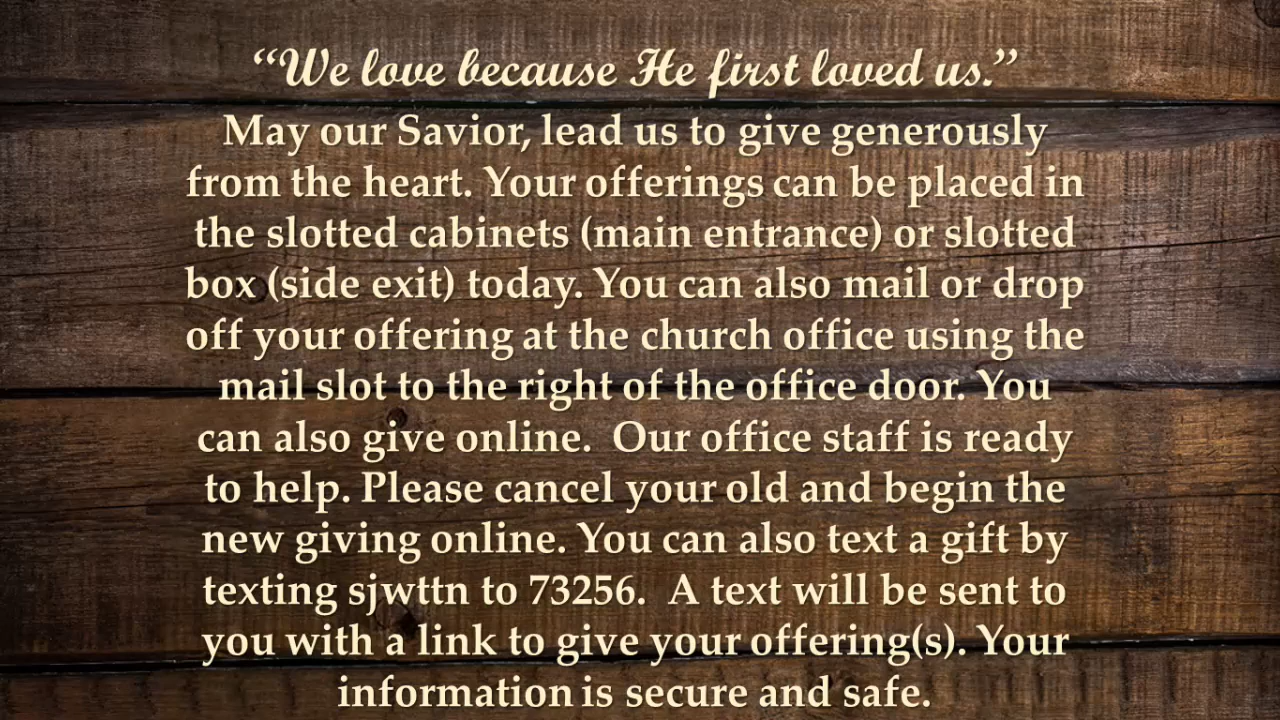 “We love because He first loved us.”
May our Savior, lead us to give generously
from the heart. Your offerings can be placed in
the slotted cabinets (main entrance) or slotted
box (side exit) today. You can also mail or drop
off your offering at the church office using the
mail slot to the right of the office door. You
can also give online.  Our office staff is ready
to help. Please cancel your old and begin the
new giving online. You can also text a gift by
texting sjwttn to 73256.  A text will be sent to
you with a link to give your offering(s). Your
information is secure and safe.